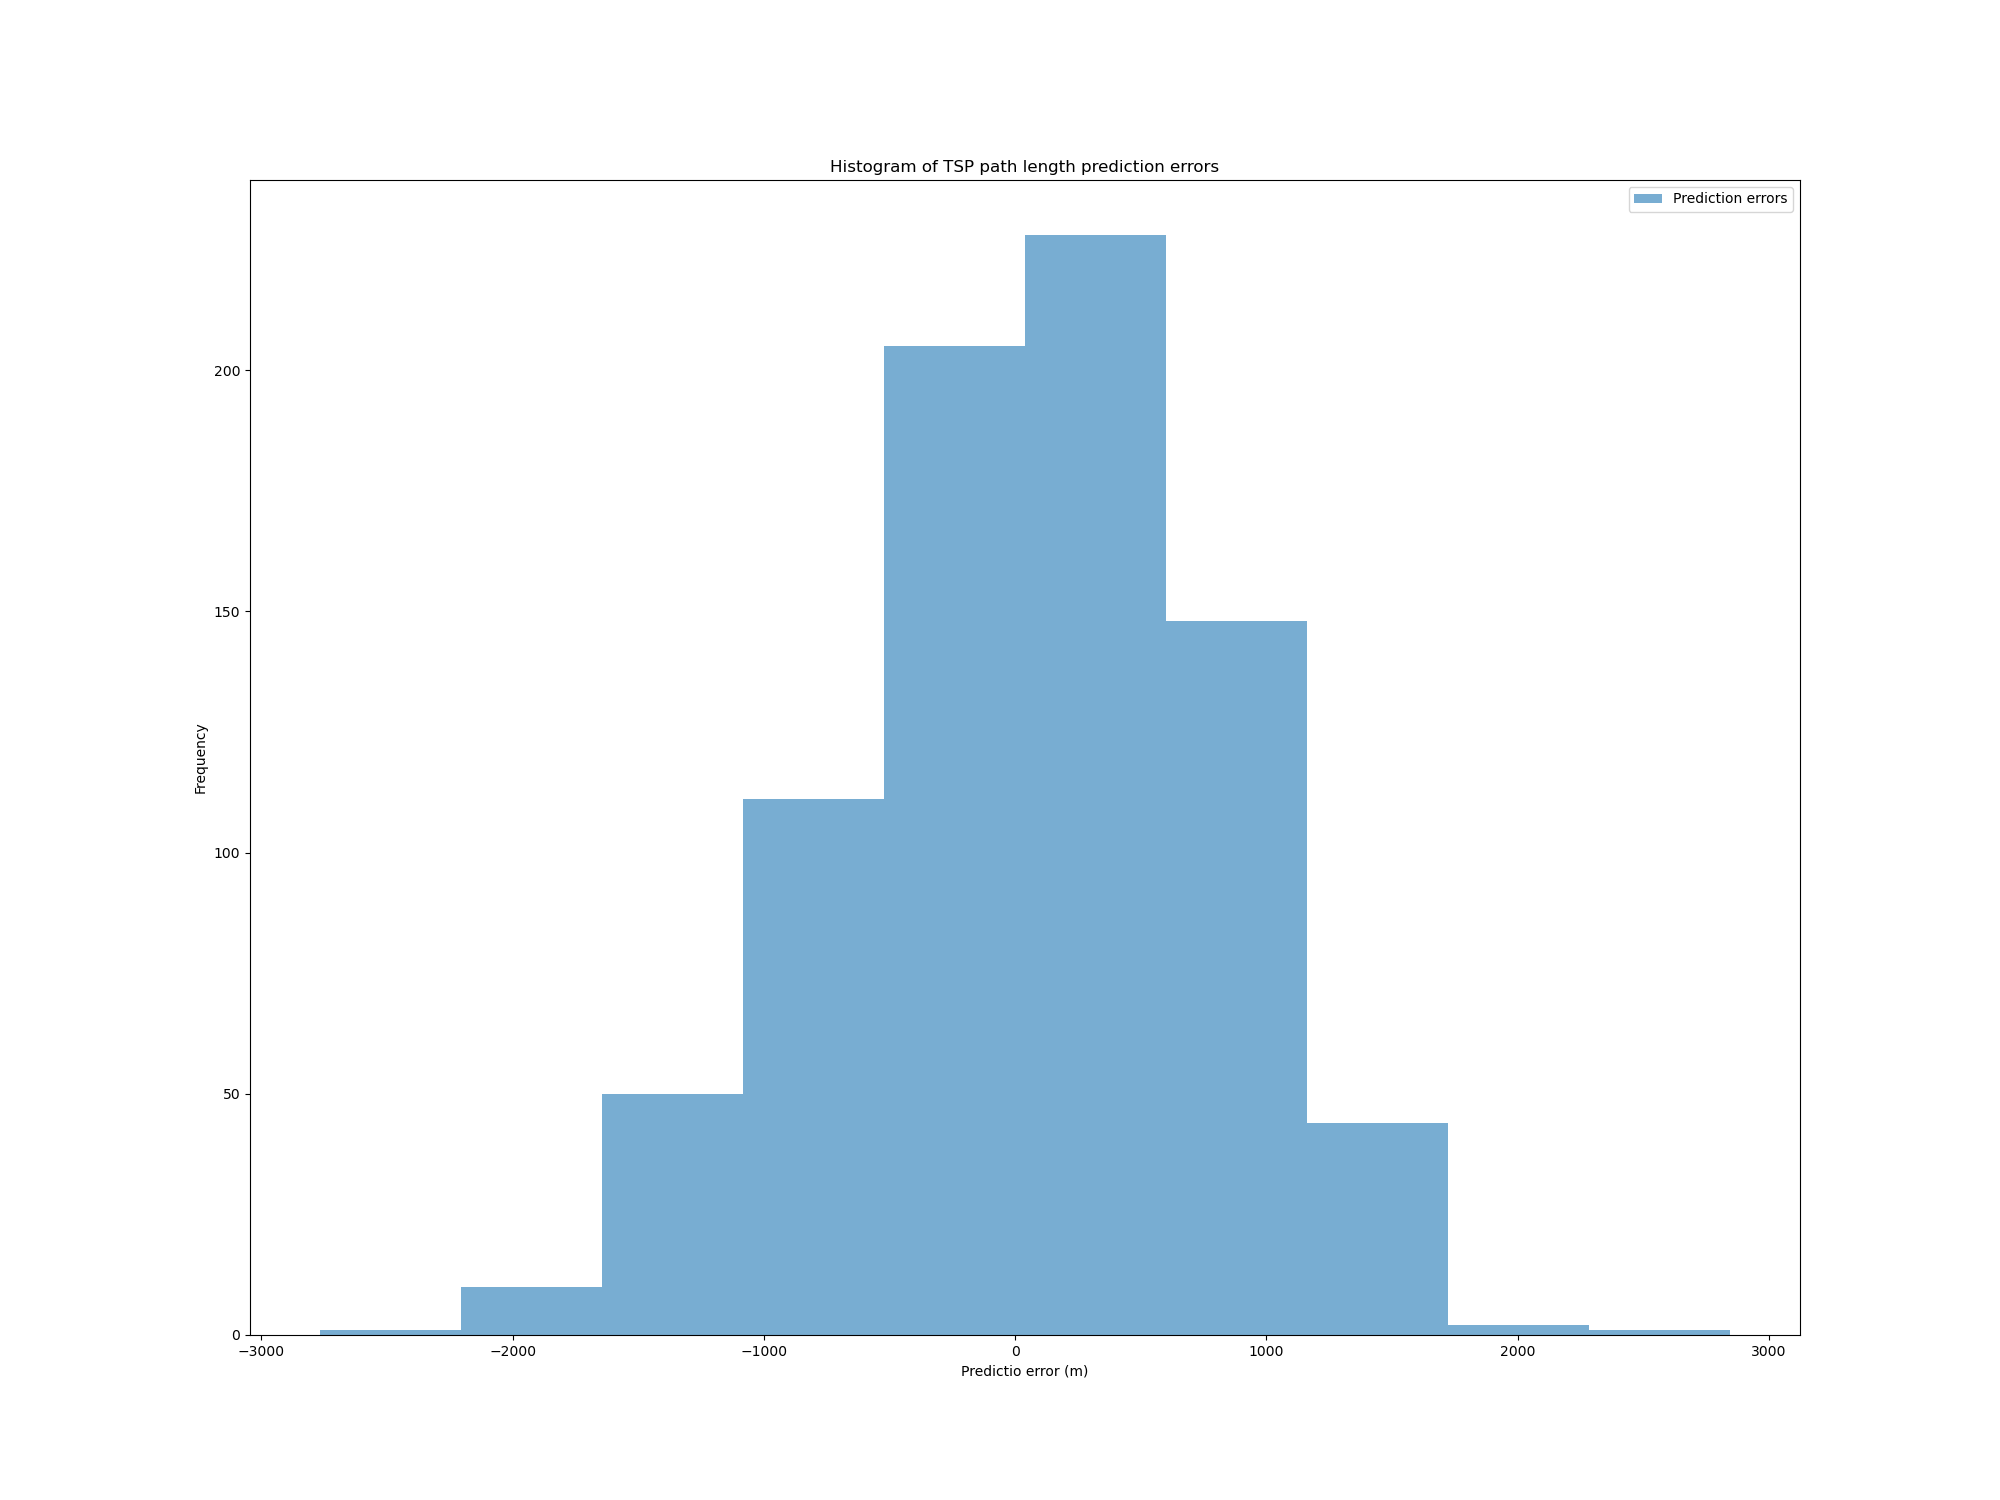 Histogram of TSP path length prediction errors
Prediction errors
200
150
100
50
0
Frequency
−3000 −2000 −1000 0 1000 2000 3000
Predictio error (m)